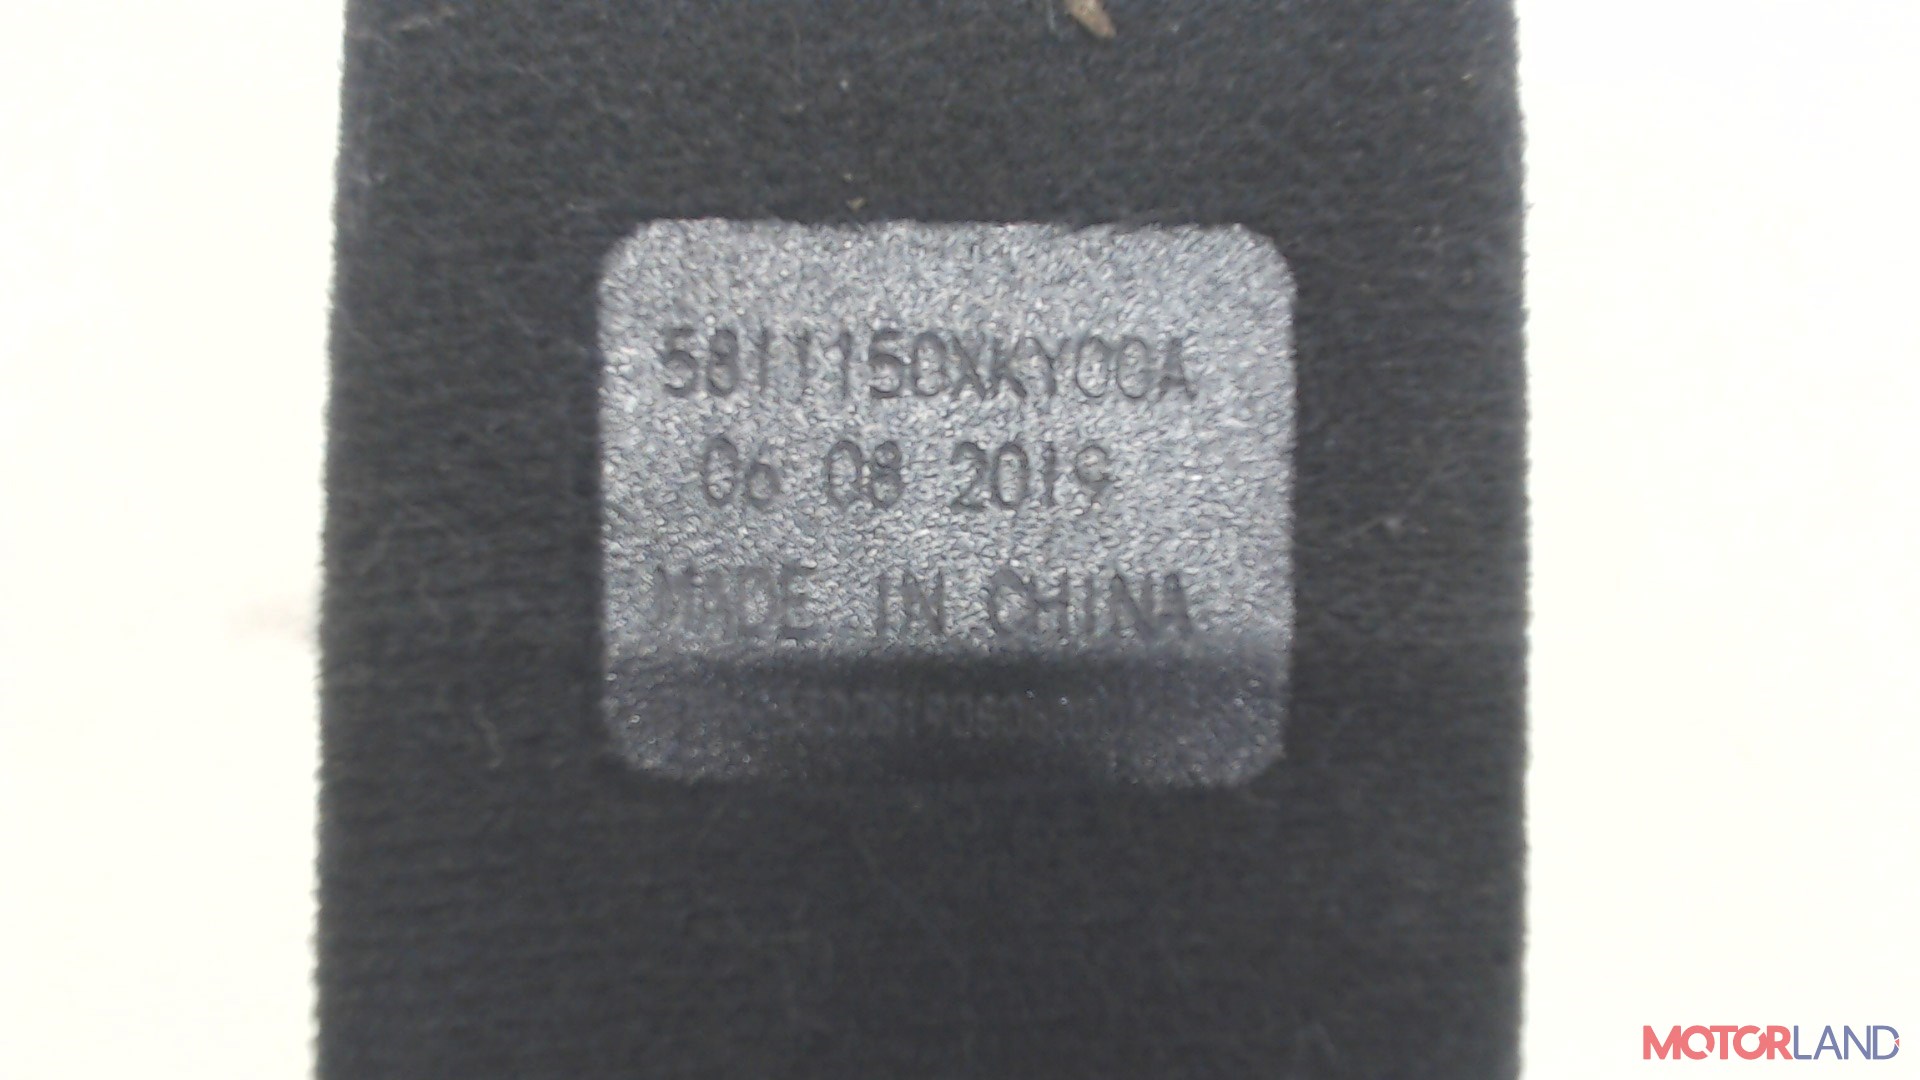 5811150XKY00A
06 08 2019
MADE IN CHINA
MOTORLAND